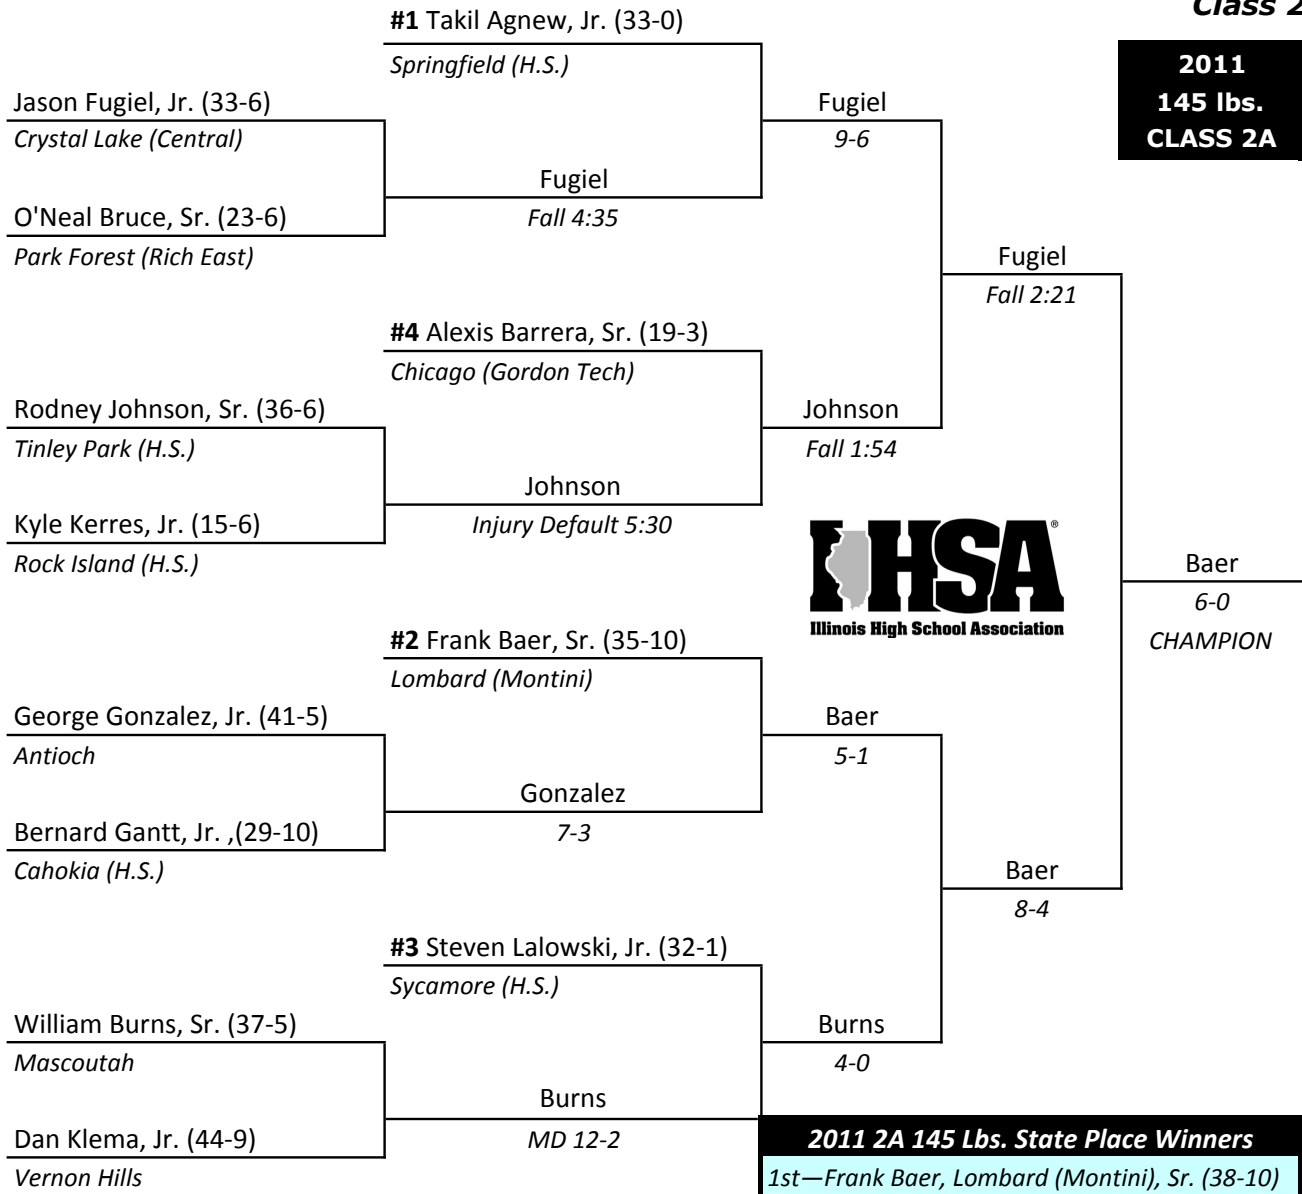 Class 2
#1 Takil Agnew, Jr. (33-0)
Springfield (H.S.)
2011
145 lbs.
CLASS 2A
Jason Fugiel, Jr. (33-6)
Crystal Lake (Central)
Fugiel
9-6
Fugiel
Fall 4:35
O'Neal Bruce, Sr. (23-6)
Park Forest (Rich East)
Fugiel
Fall 2:21
#4 Alexis Barrera, Sr. (19-3)
Chicago (Gordon Tech)
Rodney Johnson, Sr. (36-6)
Tinley Park (H.S.)
Johnson
Fall 1:54
Johnson
Injury Default 5:30
Kyle Kerres, Jr. (15-6)
Rock Island (H.S.)
IHSA®
Illinois High School Association
Baer
6-0
CHAMPION
#2 Frank Baer, Sr. (35-10)
Lombard (Montini)
George Gonzalez, Jr. (41-5)
Antioch
Baer
5-1
Gonzalez
7-3
Bernard Gantt, Jr. ,(29-10)
Cahokia (H.S.)
Baer
8-4
#3 Steven Lalowski, Jr. (32-1)
Sycamore (H.S.)
William Burns, Sr. (37-5)
Mascoutah
Burns
4-0
Burns
MD 12-2
Dan Klema, Jr. (44-9)
Vernon Hills
2011 2A 145 Lbs. State Place Winners
1st—Frank Baer, Lombard (Montini), Sr. (38-10)